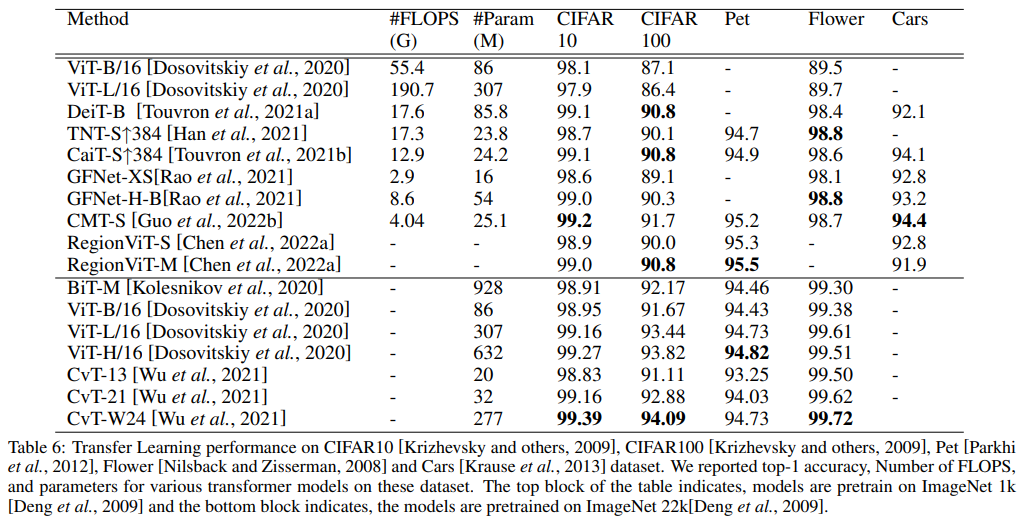 Method #FLOPS #Param CIFAR CIFAR Pet Flower Cars
(G) (M) 10 100
ViT-B/16 [Dosovitskiy et al., 2020] 55.4 86 98.1 87.1 - 89.5 -
ViT-L/16 [Dosovitskiy et al., 2020] 190.7 307 97.9 86.4 - 89.7 -
DeiT-B [Touvron et al., 2021a] 17.6 85.8 99.1 90.8 - 98.4 92.1
TNT-S↑384 [Han et al., 2021] 17.3 23.8 98.7 90.1 94.7 98.8 -
CaiT-S↑384 [Touvron et al., 2021b] 12.9 24.2 99.1 90.8 94.9 98.6 94.1
GFNet-XS[Rao et al., 2021] 2.9 16 98.6 89.1 - 98.1 92.8
GFNet-H-B[Rao et al., 2021] 8.6 54 99.0 90.3 - 98.8 93.2
CMT-S [Guo et al., 2022b] 4.04 25.1 99.2 91.7 95.2 98.7 94.4
RegionViT-S [Chen et al., 2022a] - - 98.9 90.0 95.3 - 92.8
RegionViT-M [Chen et al., 2022a] - - 99.0 90.8 95.5 - 91.9
BiT-M [Kolesnikov et al., 2020] - 928 98.91 92.17 94.46 99.30 -
ViT-B/16 [Dosovitskiy et al., 2020] - 86 98.95 91.67 94.43 99.38 -
ViT-L/16 [Dosovitskiy et al., 2020] - 307 99.16 93.44 94.73 99.61 -
ViT-H/16 [Dosovitskiy et al., 2020] - 632 99.27 93.82 94.82 99.51 -
CvT-13 [Wu et al., 2021] - 20 98.83 91.11 93.25 99.50 -
CvT-21 [Wu et al., 2021] - 32 99.16 92.88 94.03 99.62 -
CvT-W24 [Wu et al., 2021] - 277 99.39 94.09 94.73 99.72 -
Table 6: Transfer Learning performance on CIFAR10 [Krizhevsky and others, 2009], CIFAR100 [Krizhevsky and others, 2009], Pet [Parkhi
et al., 2012], Flower [Nilsback and Zisserman, 2008] and Cars [Krause et al., 2013] dataset. We reported top-1 accuracy, Number of FLOPS,
and parameters for various transformer models on these dataset. The top block of the table indicates, models are pretrain on ImageNet 1k
[Deng et al., 2009] and the bottom block indicates, the models are pretrained on ImageNet 22k[Deng et al., 2009].